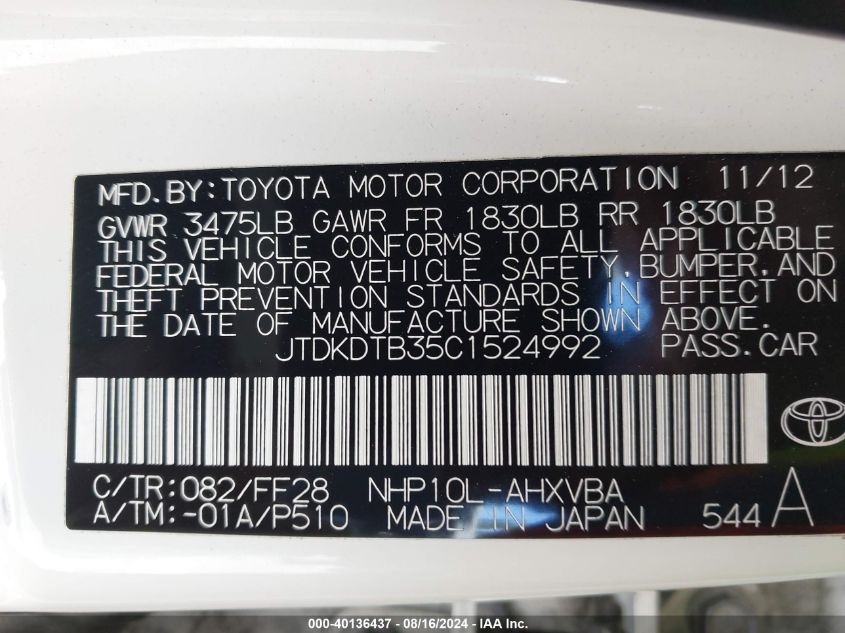 MFD.BY:TOYOTA MOTOR CORPORATION 11/12
GVWR 3475LB GAWR FR 1830LB RR 1830LB
THIS VEHICLE CONFORMS TO ALL APPLICABLE
FEDERAL MOTOR VEHICLE SAFETY,BUMPER,AND
THEFT PREVENTION STANDARDS IN EFFECT ON
THE DATE OF MANUFACTURE SHOWN ABOVE.
JTDKDTB35C1524992 PASS.CAR
C/TR:082/FF28 NHP10L-AHXVBA
A/TM:-01A/P510 MADE IN JAPAN 544 A
000-40136437 - 08/16/2024 - IAA Inc.